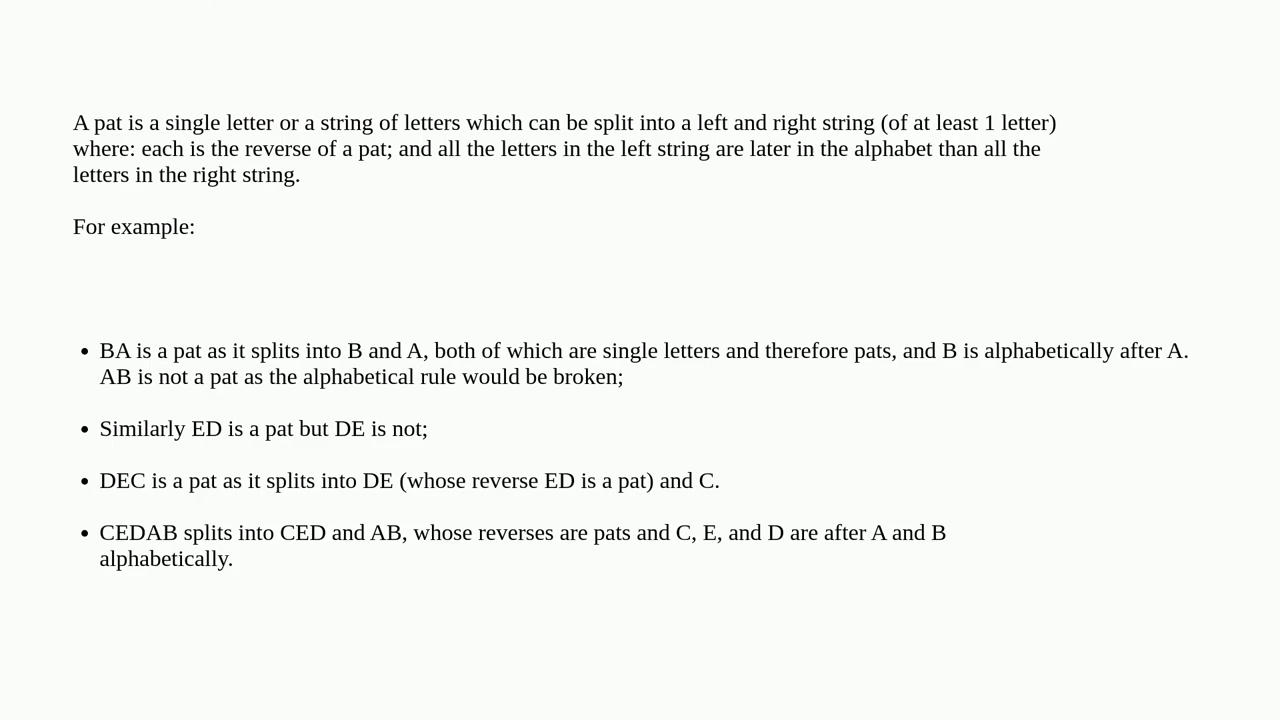 A pat is a single letter or a string of letters which can be split into a left and right string (of at least 1 letter)
where: each is the reverse of a pat; and all the letters in the left string are later in the alphabet than all the
letters in the right string.
For example:
• BA is a pat as it splits into B and A, both of which are single letters and therefore pats, and B is alphabetically after A.
AB is not a pat as the alphabetical rule would be broken;
• Similarly ED is a pat but DE is not;
• DEC is a pat as it splits into DE (whose reverse ED is a pat) and C.
• CEDAB splits into CED and AB, whose reverses are pats and C, E, and D are after A and B
alphabetically.